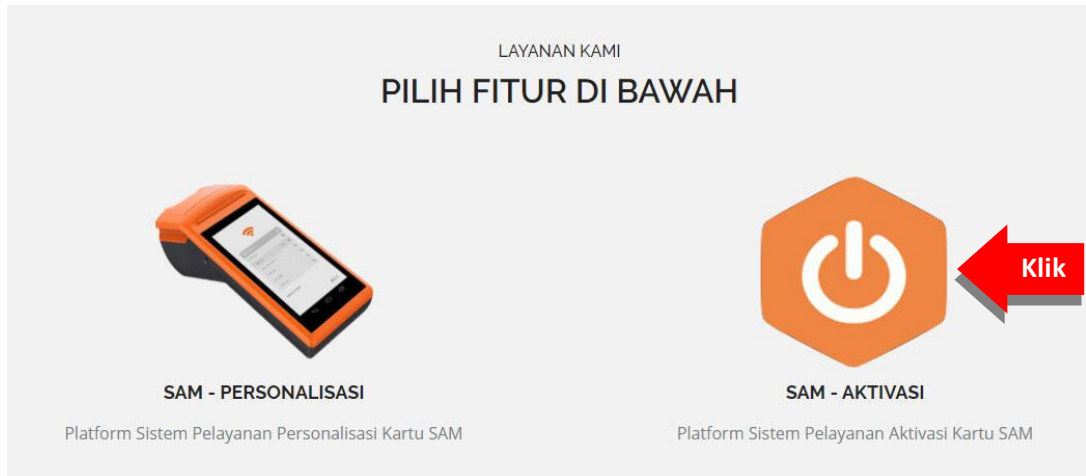 LAYANAN KAMI
PILIH FITUR DI BAWAH
Klik
SAM - PERSONALISASI
Platform Sistem Pelayanan Personalisasi Kartu SAM
SAM - AKTIVASI
Platform Sistem Pelayanan Aktivasi Kartu SAM